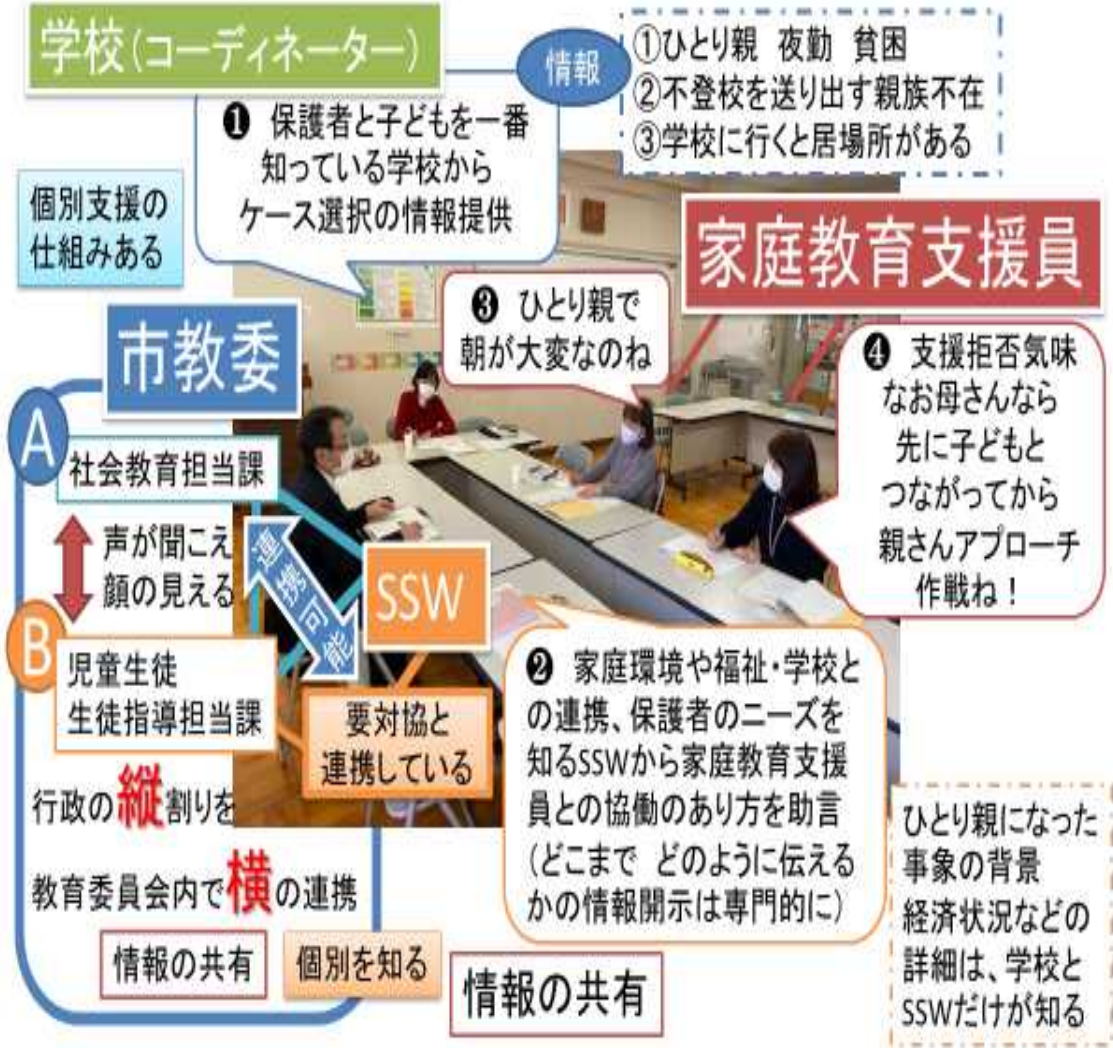 学校(コーディネーター)
情報
①ひとり親 夜勤 貧困
②不登校を送り出す親族不在
③学校に行くと居場所がある
❶ 保護者と子どもを一番
知っている学校から
ケース選択の情報提供
個別支援の
仕組みある
家庭教育支援員
❸ ひとり親で
朝が大変なのね
❹ 支援拒否気味
なお母さんなら
先に子どもと
つながってから
親さんアプローチ
作戦ね！
市教委
A
社会教育担当課
声が聞こえ
顔の見える
連携可能
SSW
B
児童生徒
生徒指導担当課
要対協と
連携している
❷ 家庭環境や福祉・学校と
の連携、保護者のニーズを
知るSSWから家庭教育支援
員との協働のあり方を助言
(どこまで どのように伝える
かの情報開示は専門的に)
行政の縦割りを
教育委員会内で横の連携
情報の共有
個別を知る
情報の共有
ひとり親になった
事象の背景
経済状況などの
詳細は、学校と
SSWだけが知る